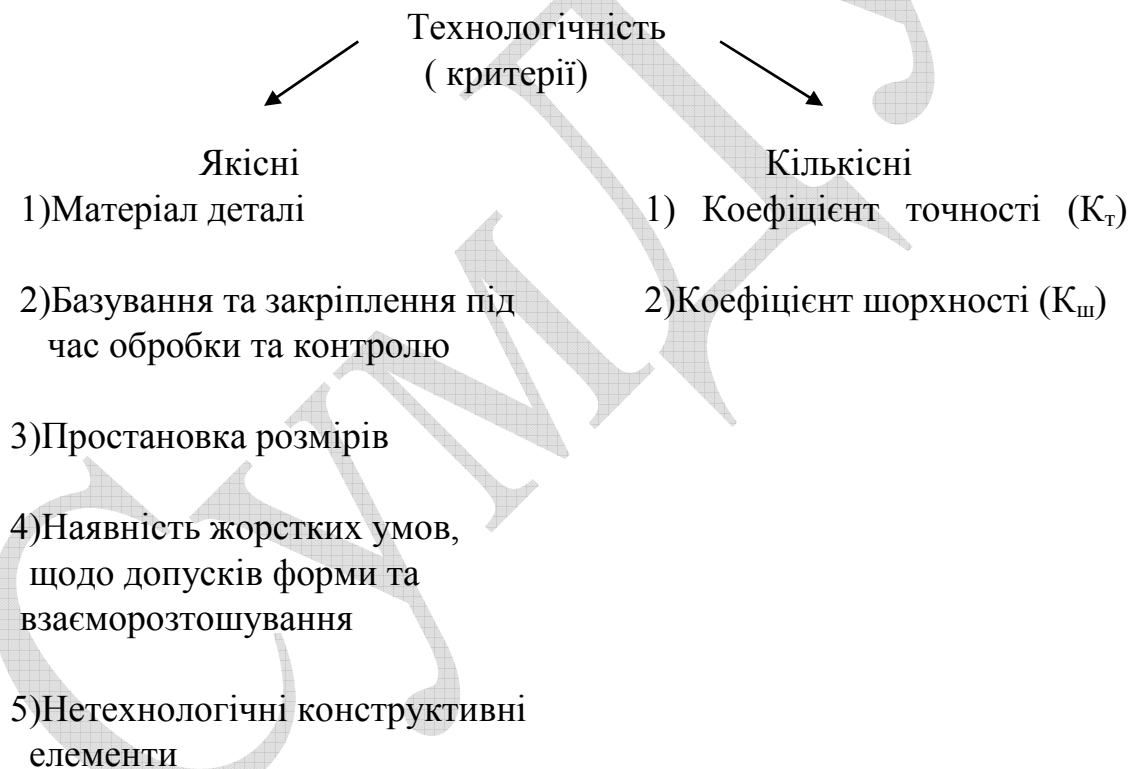 Технологічність
( критерії)
Якісні
1)Матеріал деталі
2)Базування та закріплення під
час обробки та контролю
3)Простановка розмірів
4)Наявність жорстких умов,
щодо допусків форми та
взаєморозтошування
5)Нетехнологічні конструктивні
елементи
Кількісні
1) Коефіцієнт точності (Кт)
2)Коефіцієнт шорхності (Кш)
СумДУ